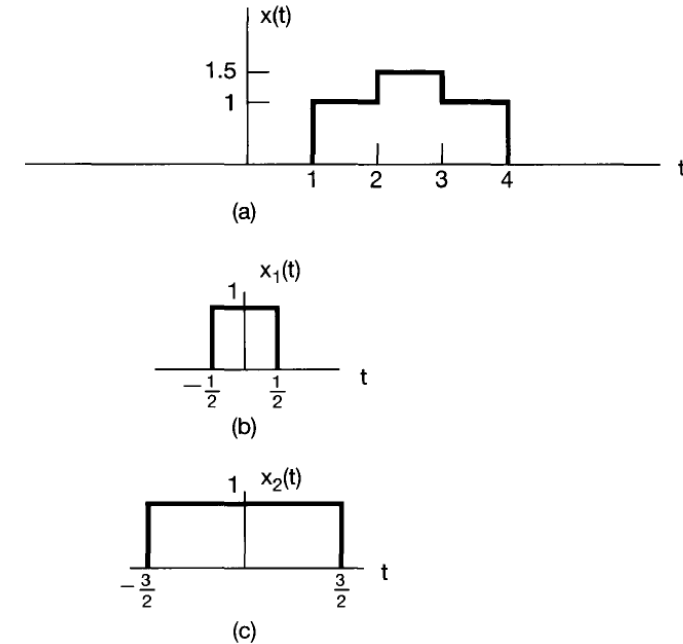 x(t)
1.5
1
1 2 3 4 t
(a)
x₁(t)
1
-1/2 1/2 t
(b)
x₂(t)
1
-3/2 3/2 t
(c)